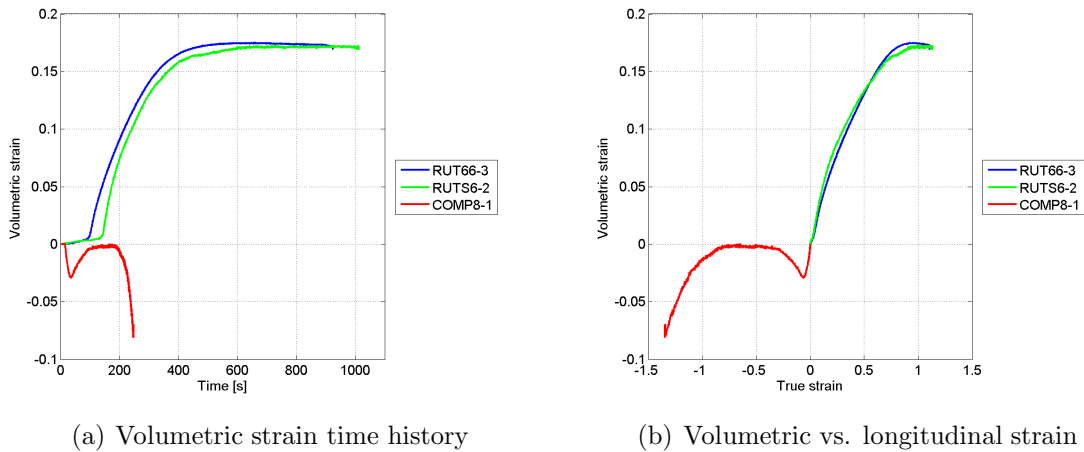 0.2
0.15
0.1
0.05
0
-0.05
-0.1
Volumetric strain
0 200 400 600 800 1000
Time [s]
RUT66-3
RUTS6-2
COMP8-1
(a) Volumetric strain time history
0.2
0.15
0.1
0.05
0
-0.05
-0.1
Volumetric strain
-1.5 -1 -0.5 0 0.5 1 1.5
True strain
RUT66-3
RUTS6-2
COMP8-1
(b) Volumetric vs. longitudinal strain